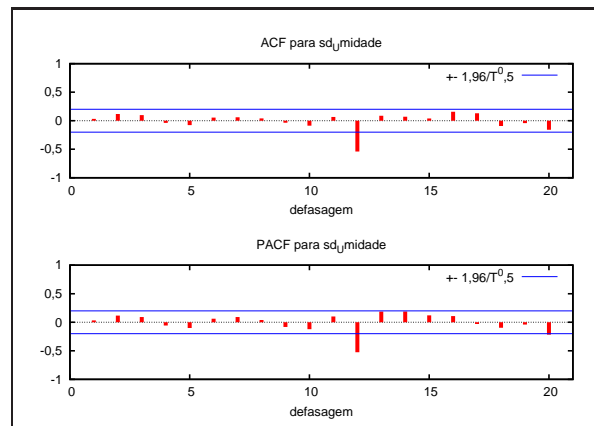 ACF para sd_Umidade
+- 1,96/T^0,5
1
0,5
0
-0,5
-1
0 5 10 15 20
defasagem
PACF para sd_Umidade
+- 1,96/T^0,5
1
0,5
0
-0,5
-1
0 5 10 15 20
defasagem